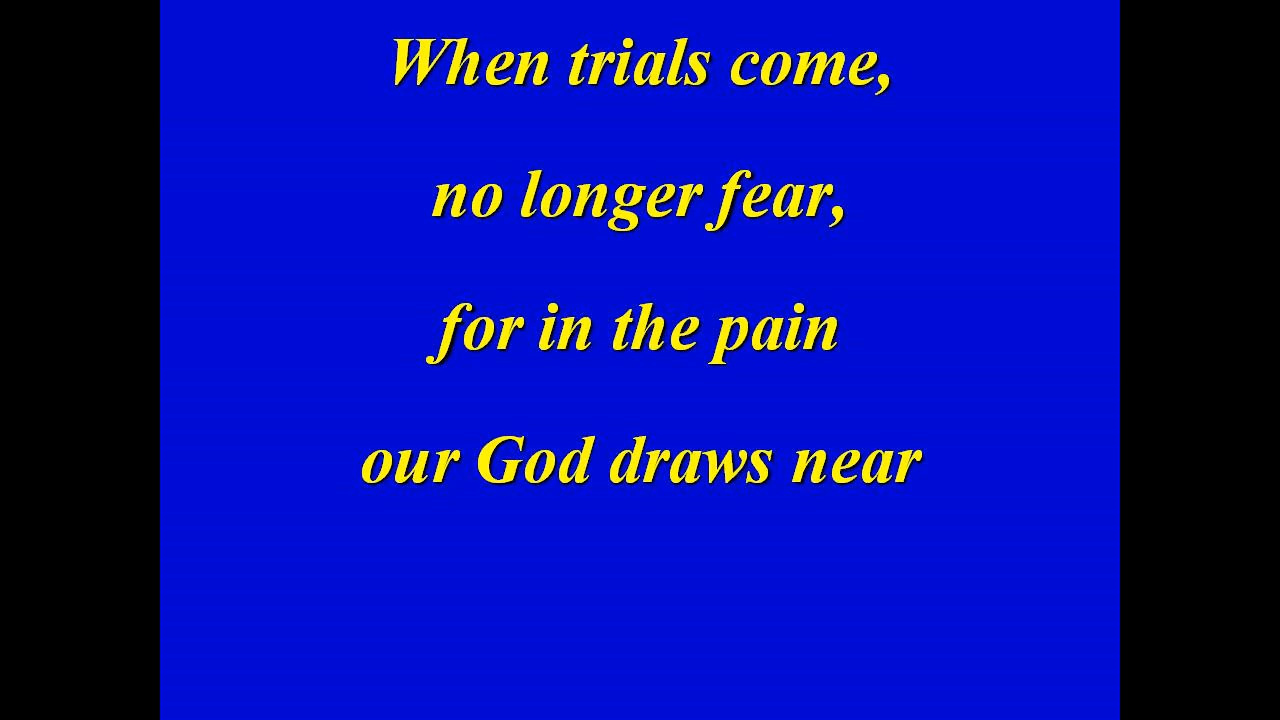 When trials come,
no longer fear,
for in the pain
our God draws near